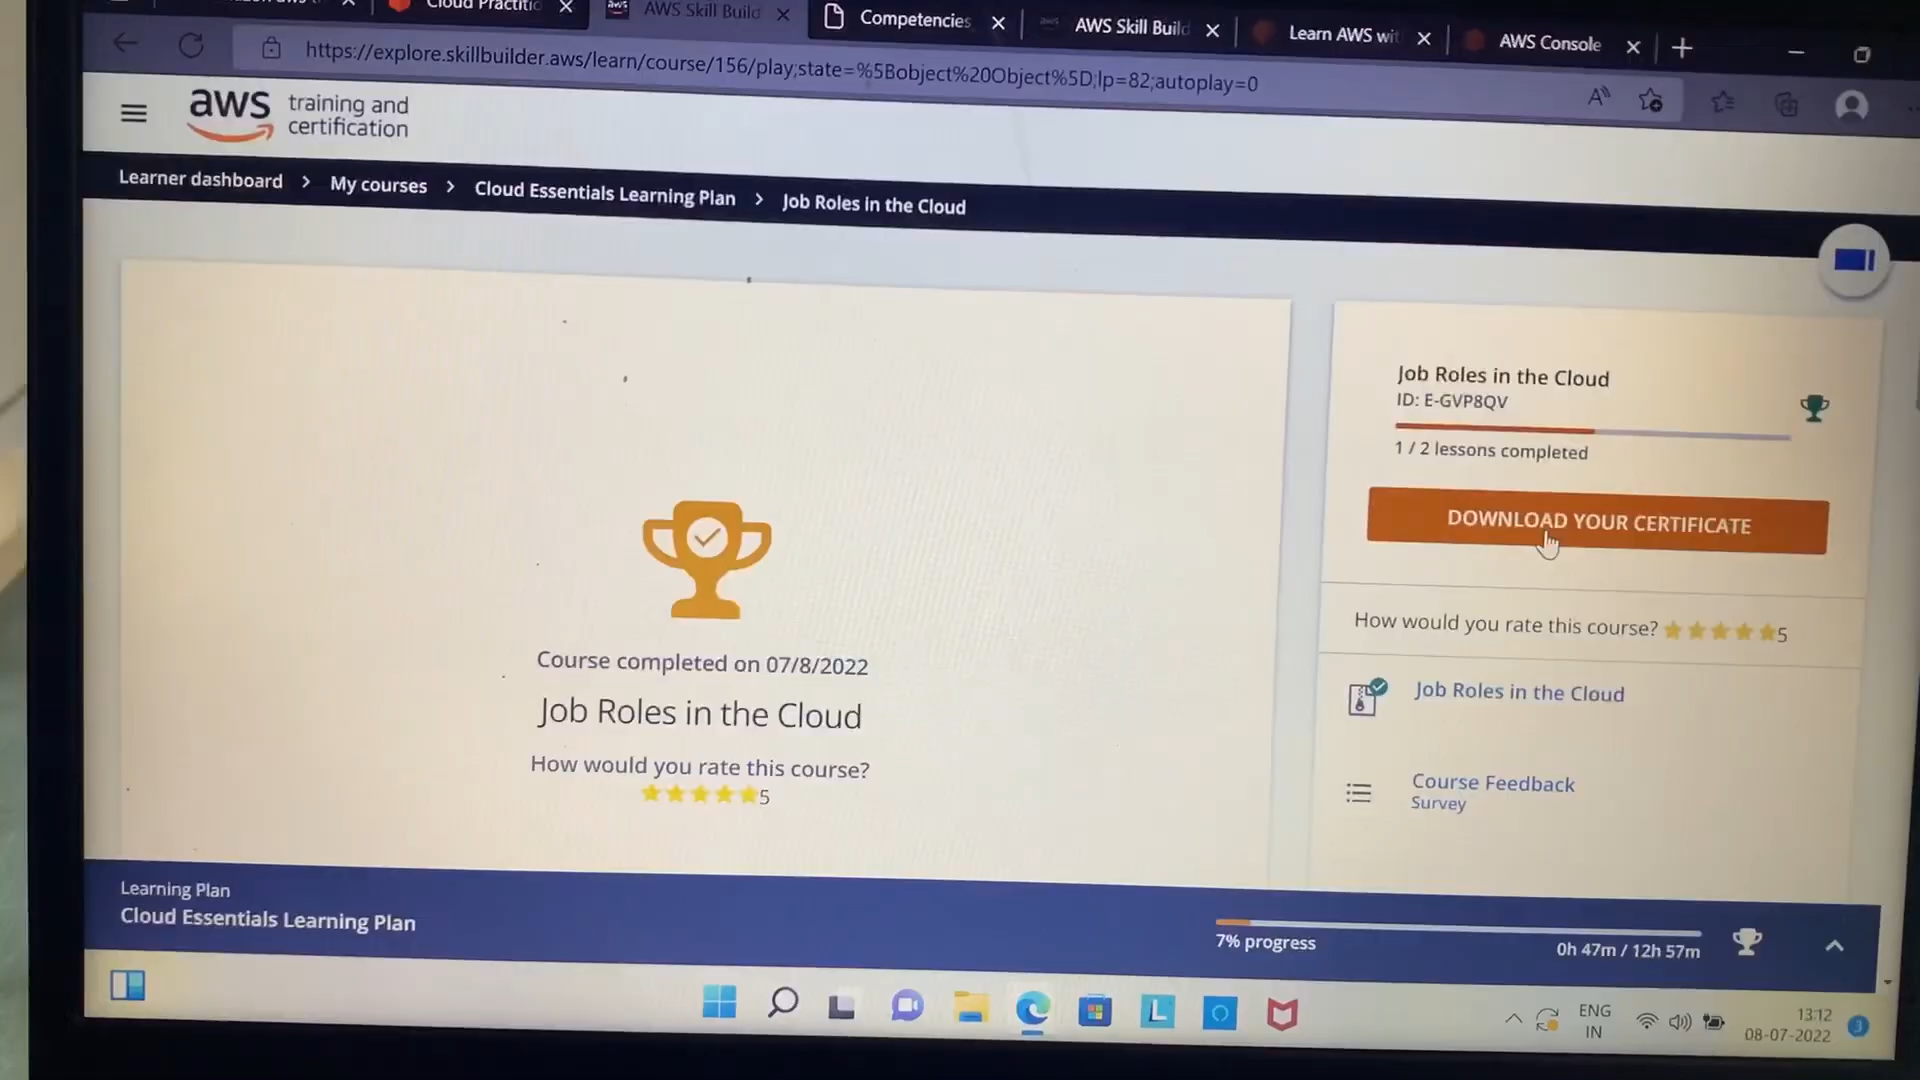 Cloud Practitio
AWS Skill Build
Competencies
AWS Skill Build
Learn AWS wit
AWS Console
https://explore.skillbuilder.aws/learn/course/156/play;state=%5Bobject%20Object%5D;lp=82;autoplay=0
aws training and
certification
Learner dashboard > My courses > Cloud Essentials Learning Plan > Job Roles in the Cloud
Job Roles in the Cloud
ID: E-GVP8QV
1 / 2 lessons completed
DOWNLOAD YOUR CERTIFICATE
How would you rate this course? 5
Job Roles in the Cloud
Course Feedback
Survey
Course completed on 07/8/2022
Job Roles in the Cloud
How would you rate this course?
5
Learning Plan
Cloud Essentials Learning Plan
7% progress
0h 47m / 12h 57m
ENG
IN
13:12
08-07-2022
3